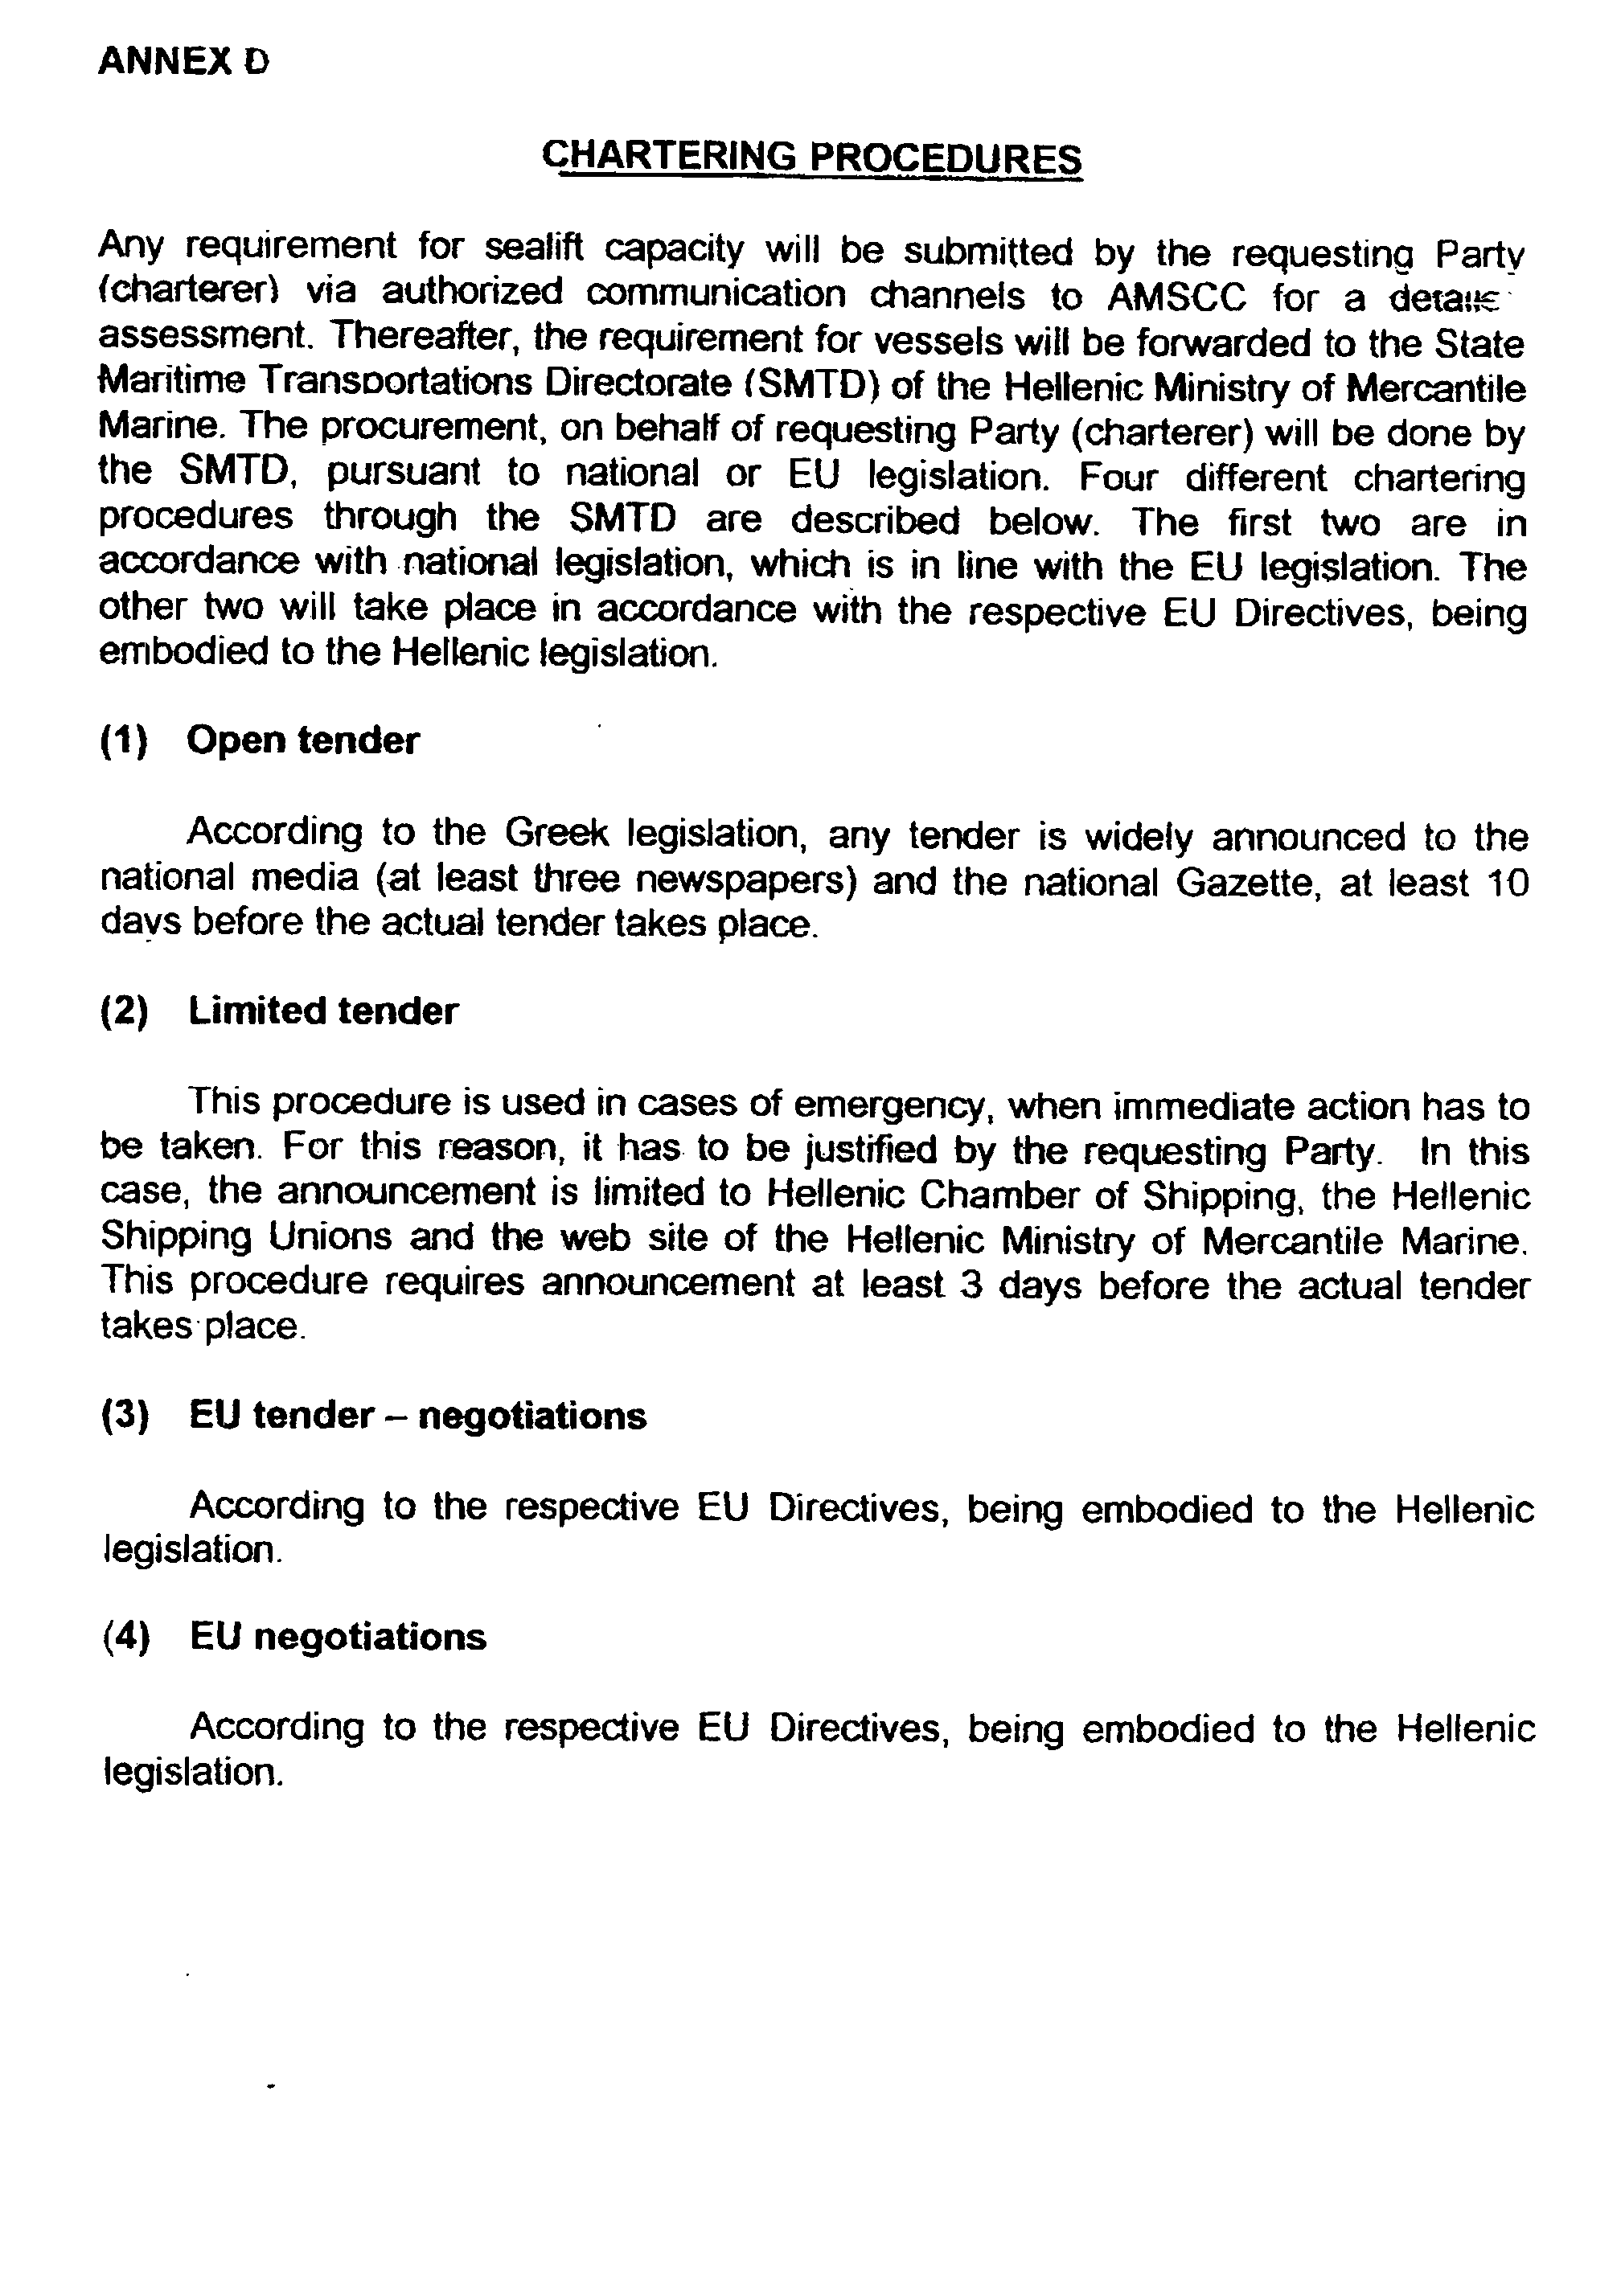 ANNEX D
CHARTERING PROCEDURES
Any requirement for sealift capacity will be submitted by the requesting Party
(charterer) via authorized communication channels to AMSCC for a
assessment. Thereafter, the requirement for vessels will be forwarded to the State
Maritime Transportations Directorate (SMTD) of the Hellenic Ministry of Mercantile
Marine. The procurement, on behalf of requesting Party (charterer) will be done by
the SMTD, pursuant to national or EU legislation. Four different chartering
procedures through the SMTD are described below. The first two are in
accordance with national legislation, which is in line with the EU legislation. The
other two will take place in accordance with the respective EU Directives, being
embodied to the Hellenic legislation.
(1) Open tender
According to the Greek legislation, any tender is widely announced to the
national media (at least three newspapers) and the national Gazette, at least 10
days before the actual tender takes place.
(2) Limited tender
This procedure is used in cases of emergency, when immediate action has to
be taken. For this reason, it has to be justified by the requesting Party. In this
case, the announcement is limited to Hellenic Chamber of Shipping, the Hellenic
Shipping Unions and the web site of the Hellenic Ministry of Mercantile Marine.
This procedure requires announcement at least 3 days before the actual tender
takes place.
(3) EU tender – negotiations
According to the respective EU Directives, being embodied to the Hellenic
legislation.
(4) EU negotiations
According to the respective EU Directives, being embodied to the Hellenic
legislation.